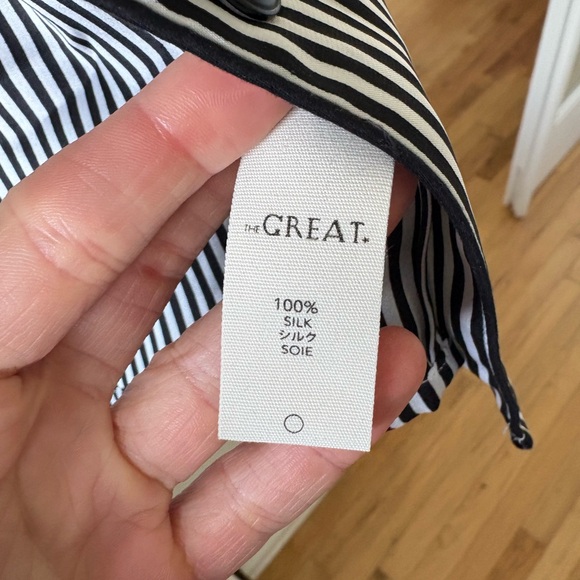 THE GREAT.
100%
SILK
シルク
SOIE